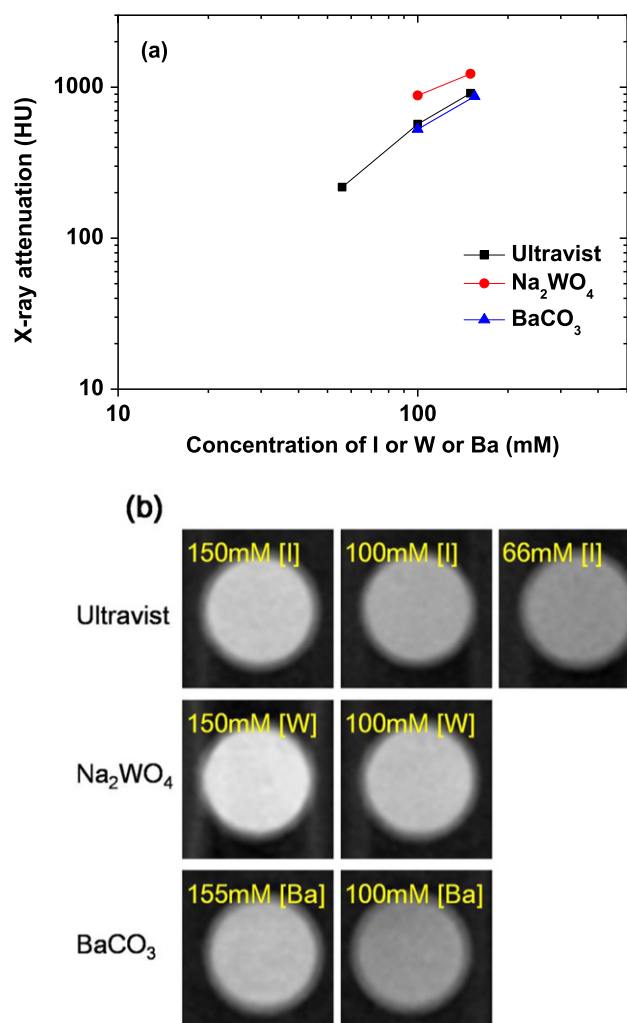 (a)
1000
100
10
X-ray attenuation (HU)
Ultravist
Na₂WO₄
BaCO₃
10
100
Concentration of I or W or Ba (mM)
(b)
Ultravist
150mM [I]
100mM [I]
66mM [I]
Na₂WO₄
150mM [W]
100mM [W]
BaCO₃
155mM [Ba]
100mM [Ba]